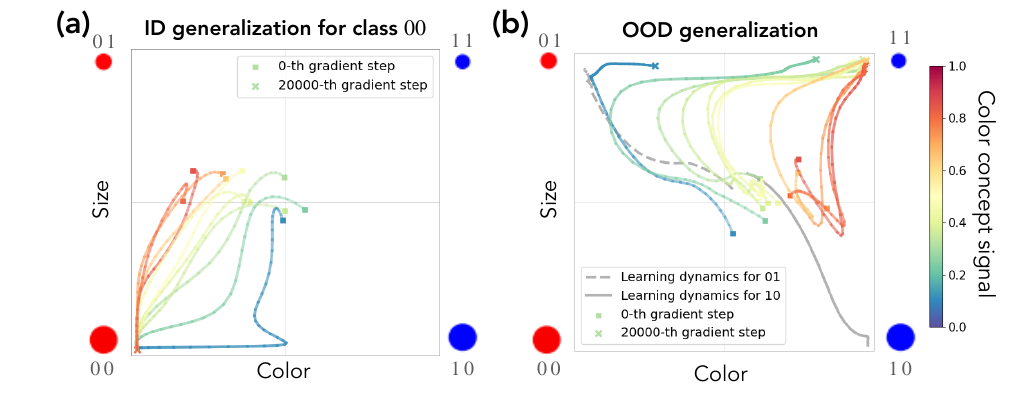 (a) ID generalization for class 00
01
11
0-th gradient step
20000-th gradient step
Size
00
Color
10
(b) OOD generalization
01
11
Size
Learning dynamics for 01
Learning dynamics for 10
0-th gradient step
20000-th gradient step
00
Color
10
1.0
0.8
0.6
0.4
0.2
0.0
Color concept signal